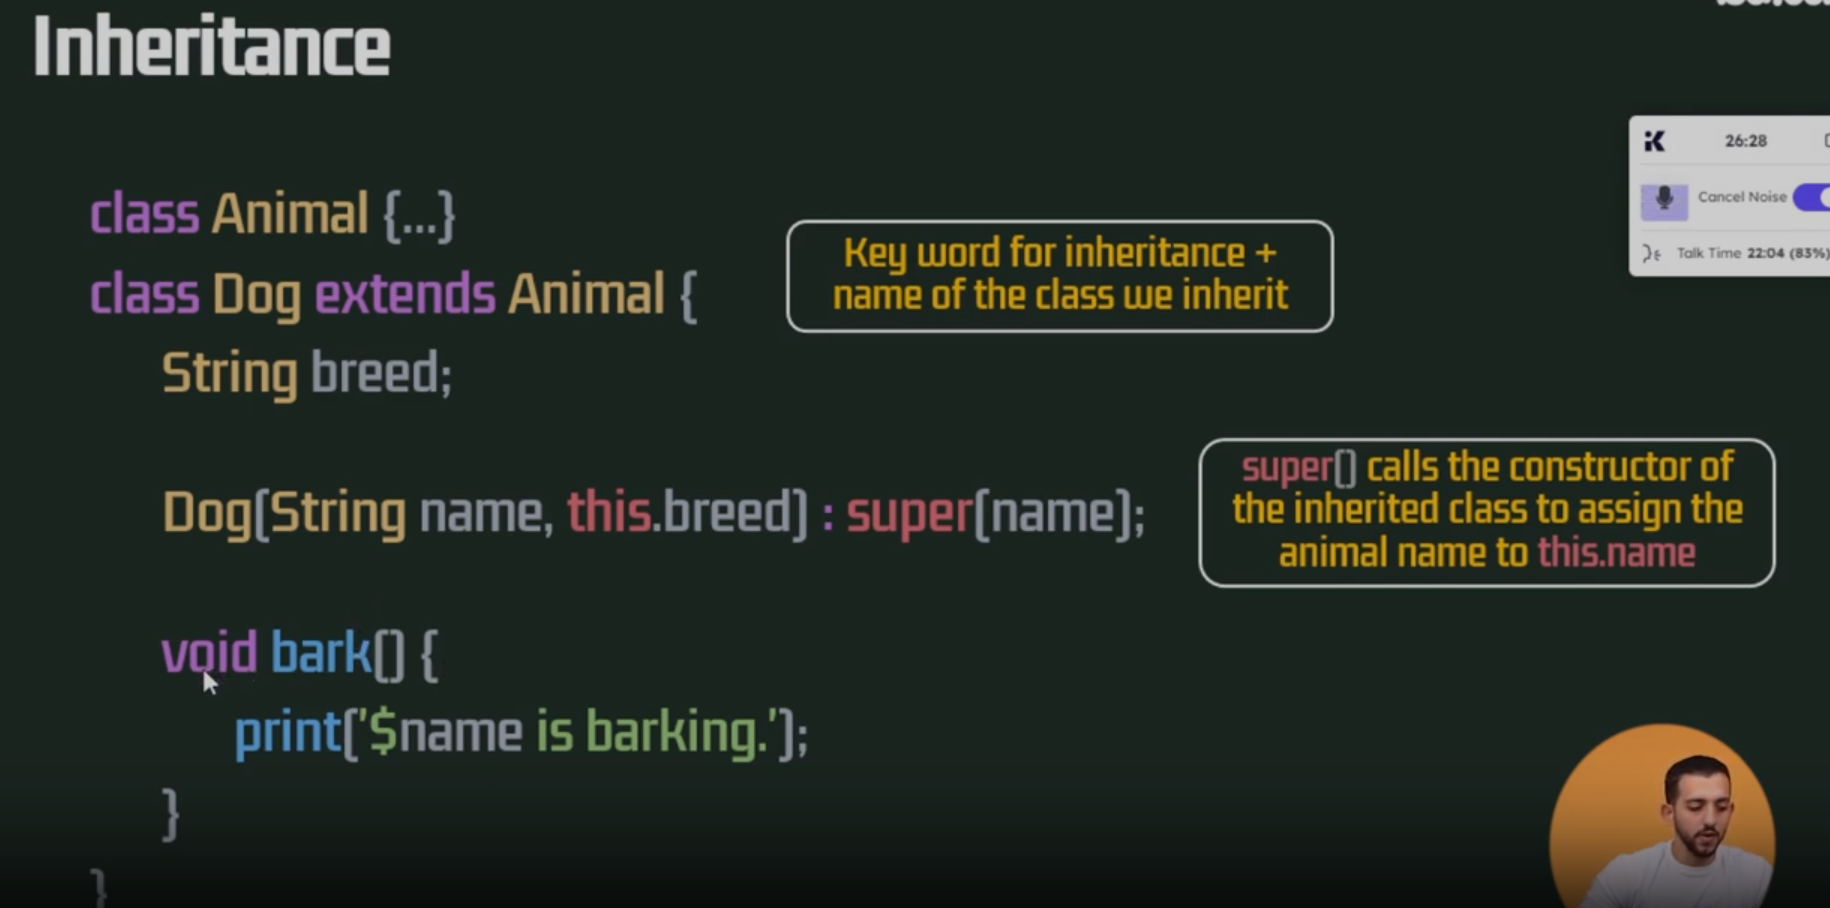 Inheritance
26:28
Cancel Noise
Talk Time 22:04 (83%)
class Animal {...}
class Dog extends Animal {
Key word for inheritance +
name of the class we inherit
String breed;
Dog(String name, this.breed) : super(name);
super() calls the constructor of
the inherited class to assign the
animal name to this.name
void bark() {
print('$name is barking.');
}
}